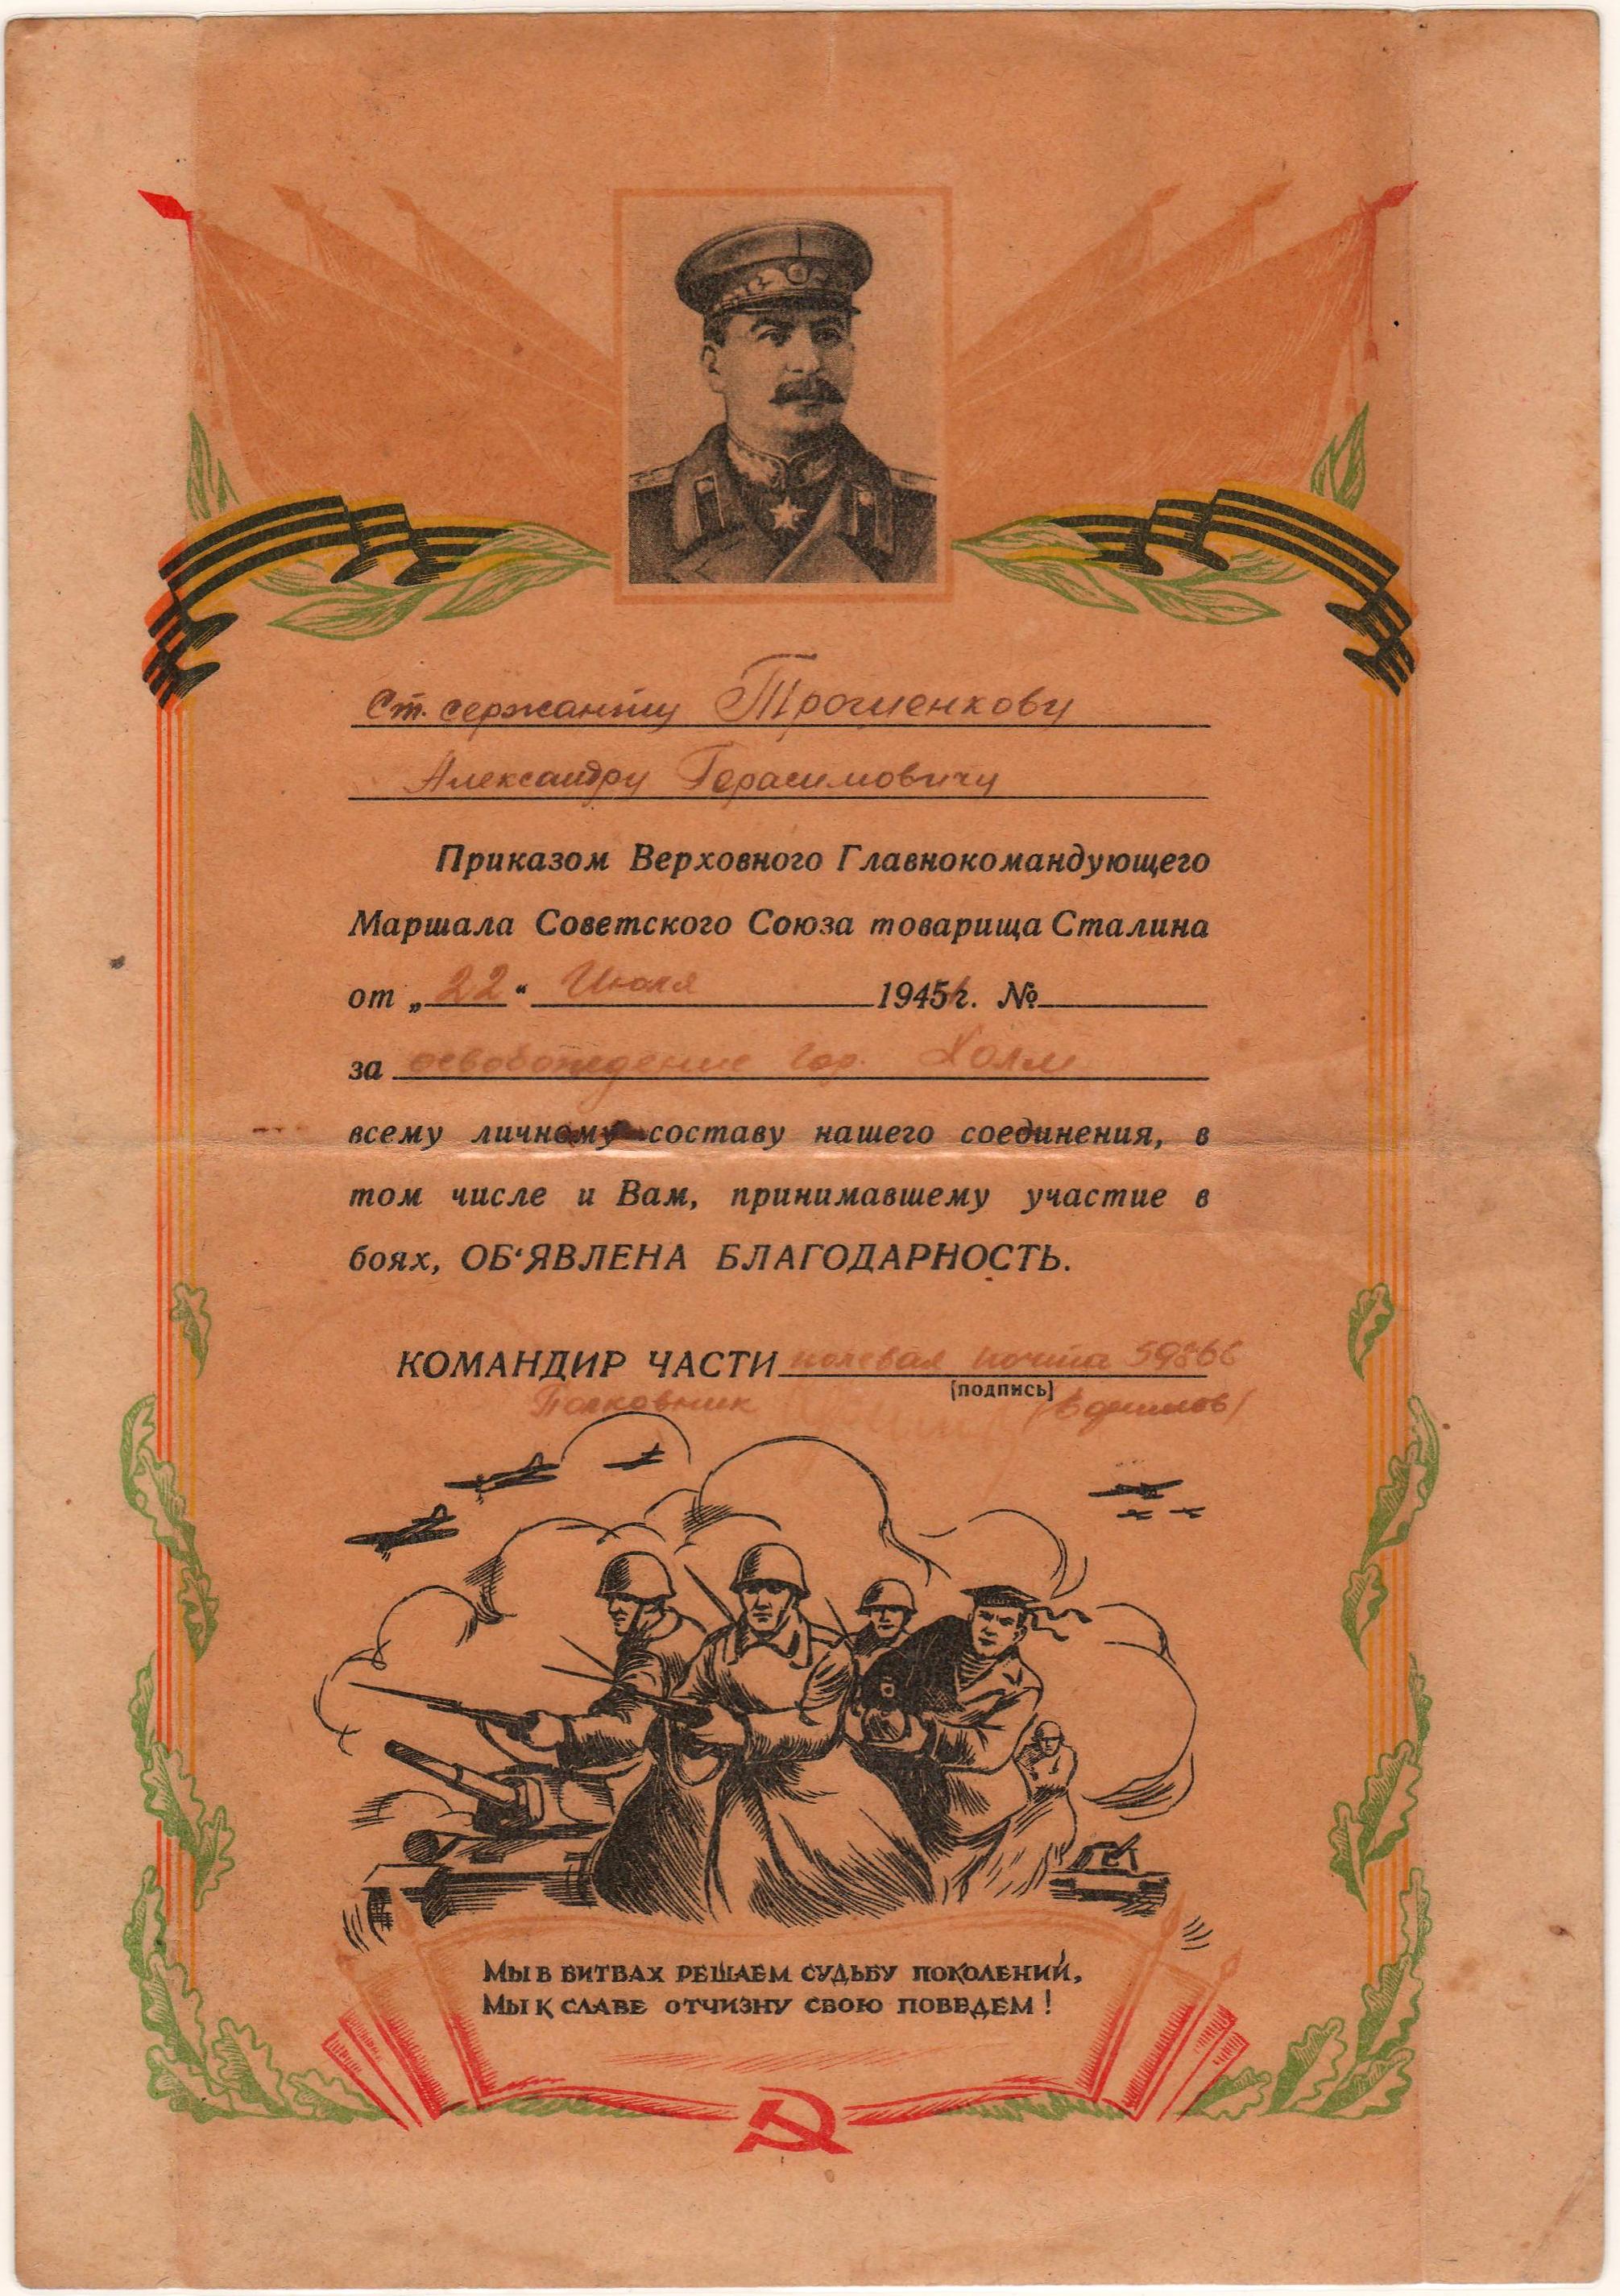 Ст. сержанту Трошенкову
Александру Герасимовичу
Приказом Верховного Главнокомандующего
Маршала Советского Союза товарища Сталина
от „22“ Июля 1945 г. №
за освобождение гор. Холм
всему личному составу нашего соединения, в
том числе и Вам, принимавшему участие в
боях, ОБ‘ЯВЛЕНА БЛАГОДАРНОСТЬ.
КОМАНДИР ЧАСТИ полевая почта 59866
(подпись)
Полковник
МЫ В БИТВАХ РЕШАЕМ СУДЬБУ ПОКОЛЕНИЙ,
МЫ К СЛАВЕ ОТЧИЗНУ СВОЮ ПОВЕДЕМ!